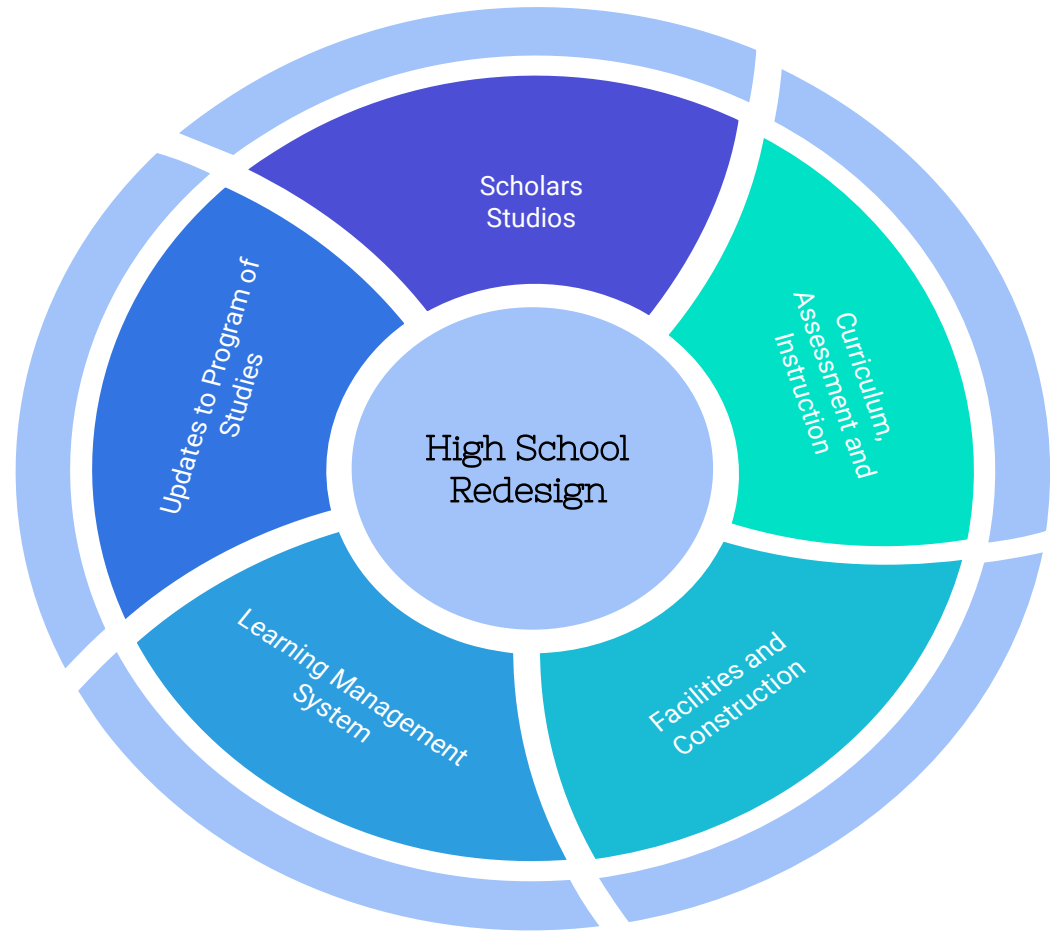 Scholars
Studios
Curriculum,
Assessment and
Instruction
Facilities and
Construction
Learning Management
System
Updates to Program of
Studies
High School
Redesign